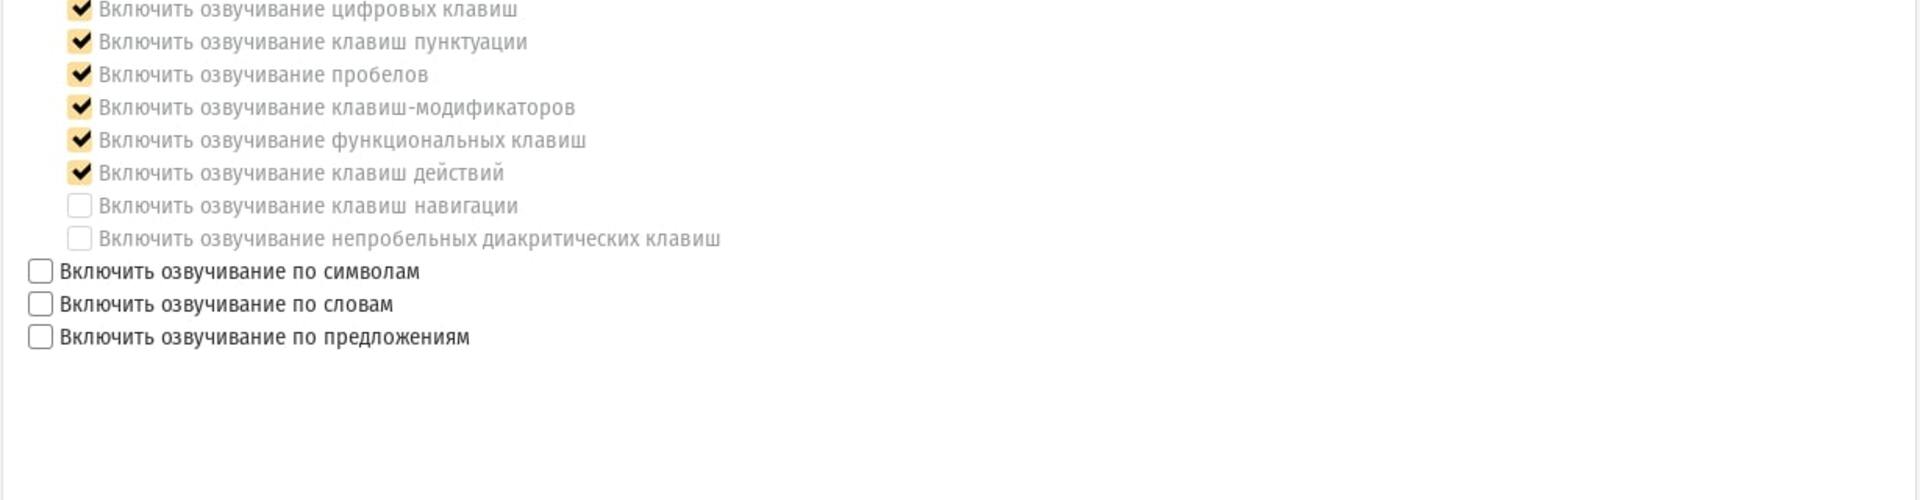 Включить озвучивание цифровых клавиш
Включить озвучивание клавиш пунктуации
Включить озвучивание пробелов
Включить озвучивание клавиш-модификаторов
Включить озвучивание функциональных клавиш
Включить озвучивание клавиш действий
Включить озвучивание клавиш навигации
Включить озвучивание непробельных диакритических клавиш
Включить озвучивание по символам
Включить озвучивание по словам
Включить озвучивание по предложениям